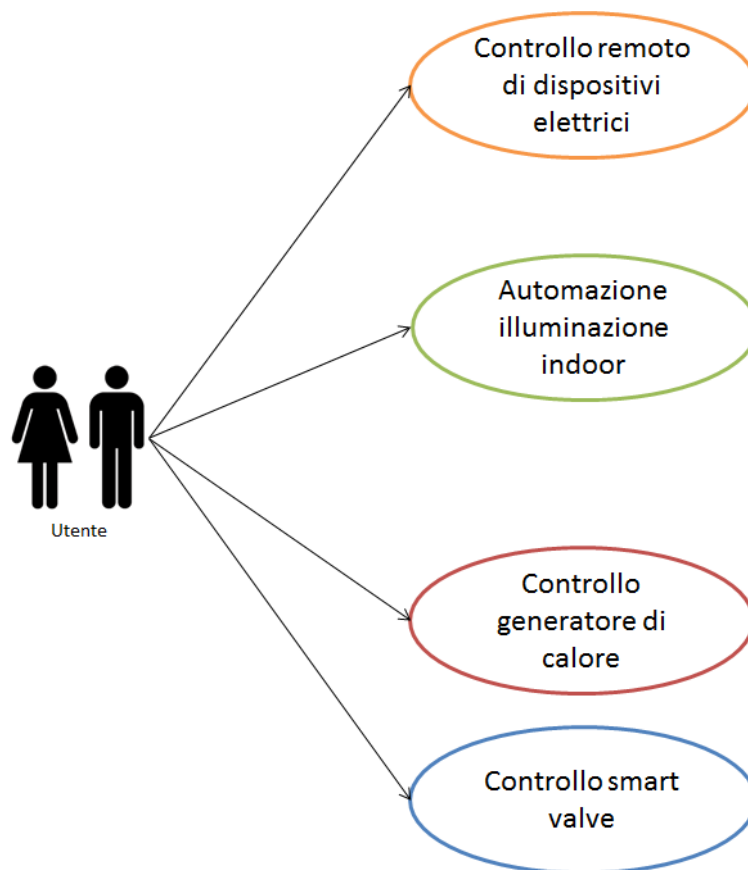 Controllo remoto
di dispositivi
elettrici
Automazione
illuminazione
indoor
Utente
Controllo
generatore di
calore
Controllo smart
valve